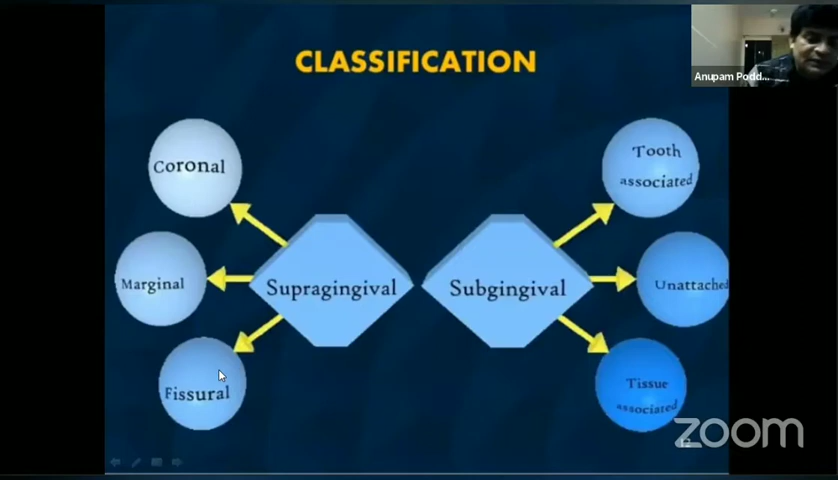 CLASSIFICATION
Anupam Podd...
Coronal
Marginal
Fissural
Supragingival
Subgingival
Tooth
associated
Unattached
Tissue
associated
zoom